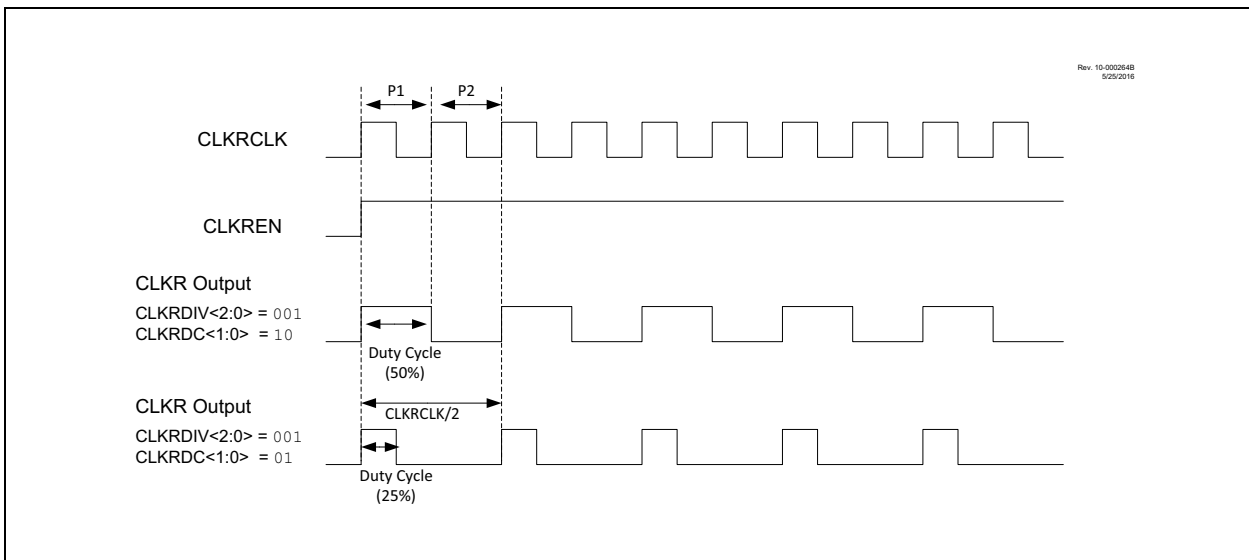 Rev. 10-000264B
5/25/2016
P1
P2
CLKRCLK
CLKREN
CLKR Output
CLKRDIV<2:0> = 001
CLKRDC<1:0> = 10
Duty Cycle
(50%)
CLKR Output
CLKRCLK/2
CLKRDIV<2:0> = 001
CLKRDC<1:0> = 01
Duty Cycle
(25%)